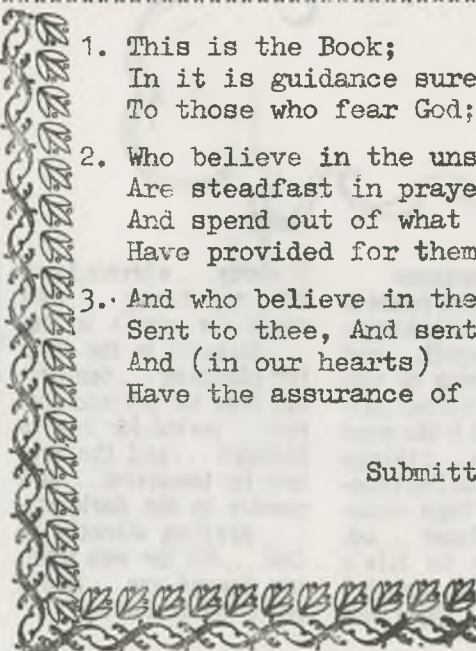 1. This is the Book;
In it is guidance sure
To those who fear God;
2. Who believe in the uns
Are steadfast in praye
And spend out of what
Have provided for them
3. And who believe in the
Sent to thee, And sent
And (in our hearts)
Have the assurance of
Submitt